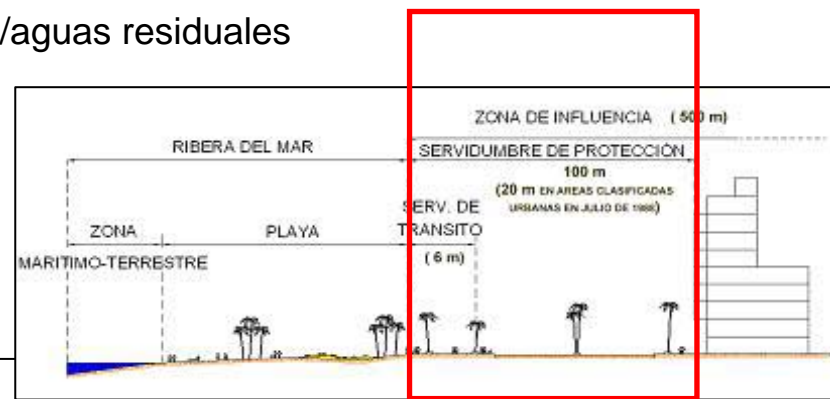 /aguas residuales
ZONA DE INFLUENCIA (500 m)
RIBERA DEL MAR
SERVIDUMBRE DE PROTECCIÓN
100 m
(20 m EN AREAS CLASIFICADAS
URBANAS EN JULIO DE 1988)
SERV. DE
TRANSITO
(6 m)
ZONA
MARITIMO-TERRESTRE
PLAYA